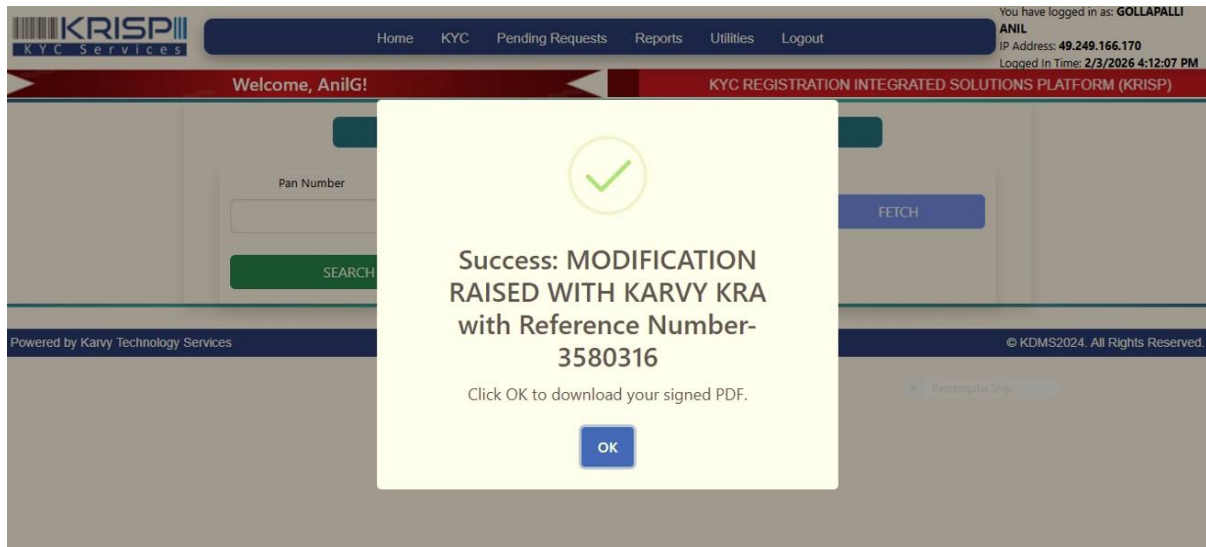 KRISP
KYC Services
Home KYC Pending Requests Reports Utilities Logout
You have logged in as: GOLLAPALLI
ANIL
IP Address: 49.249.166.170
Logged In Time: 2/3/2026 4:12:07 PM
Welcome, AnilG!
KYC REGISTRATION INTEGRATED SOLUTIONS PLATFORM (KRISP)
Pan Number
FETCH
SEARCH
Success: MODIFICATION
RAISED WITH KARVY KRA
with Reference Number-
3580316
Click OK to download your signed PDF.
OK
Powered by Karvy Technology Services
© KDMS2024. All Rights Reserved.
Rectangular Snip